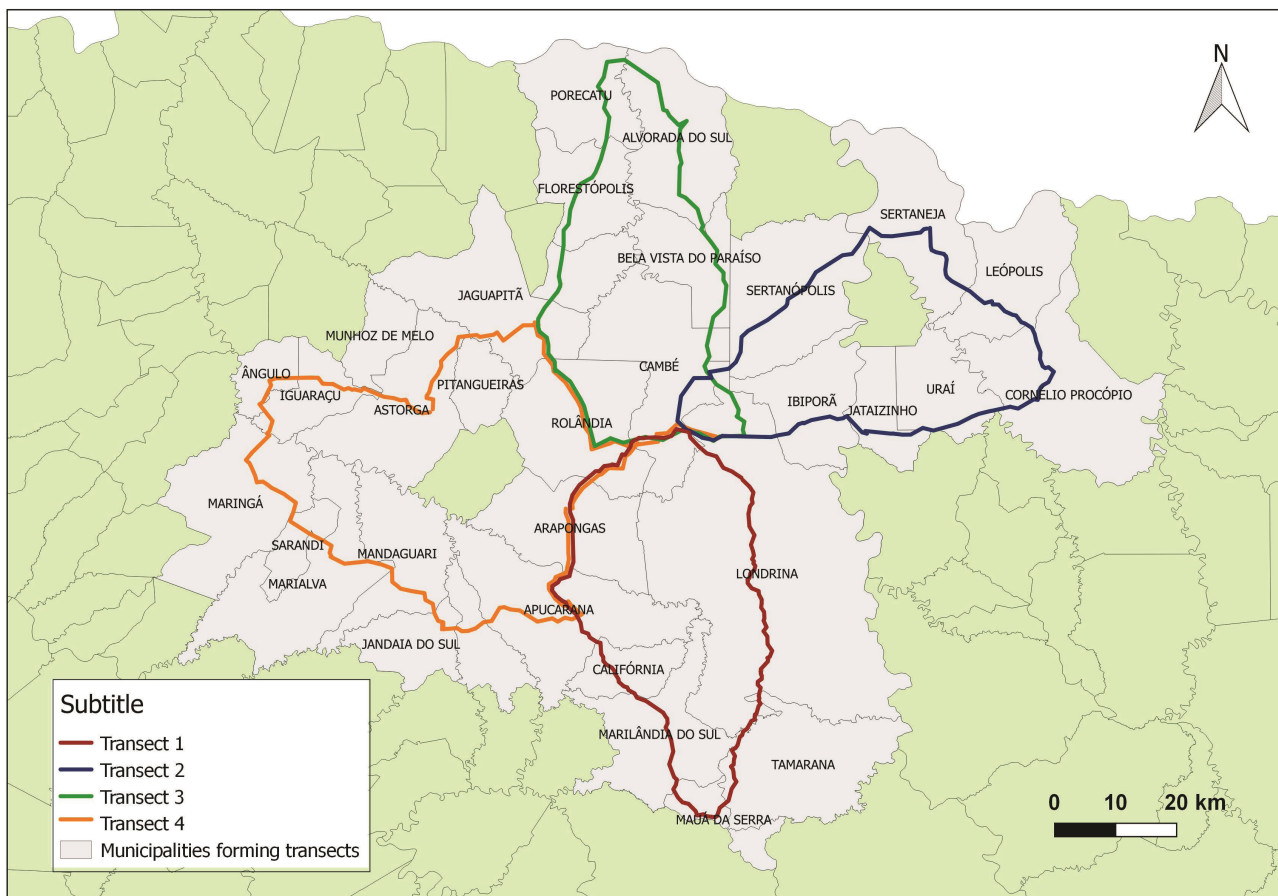 N
PORECATU
ALVORADA DO SUL
FLORESTÓPOLIS
SERTANEJA
BELA VISTA DO PARAÍSO
LEÓPOLIS
SERTANÓPOLIS
JAGUAPITÃ
MUNHOZ DE MELO
CAMBÉ
ÂNGULO
PITANGUEIRAS
URAÍ
IGUARAÇU
CORNELIO PROCÓPIO
IBIPORÃ
ASTORGA
JATAIZINHO
ROLÂNDIA
MARINGÁ
ARAPONGAS
SARANDI
MANDAGUARI
LONDRINA
MARIALVA
APUCARANA
JANDAIA DO SUL
CALIFÓRNIA
MARILÂNDIA DO SUL
TAMARANA
MAUÁ DA SERRA
Subtitle
Transect 1
Transect 2
Transect 3
Transect 4
Municipalities forming transects
0 10 20 km